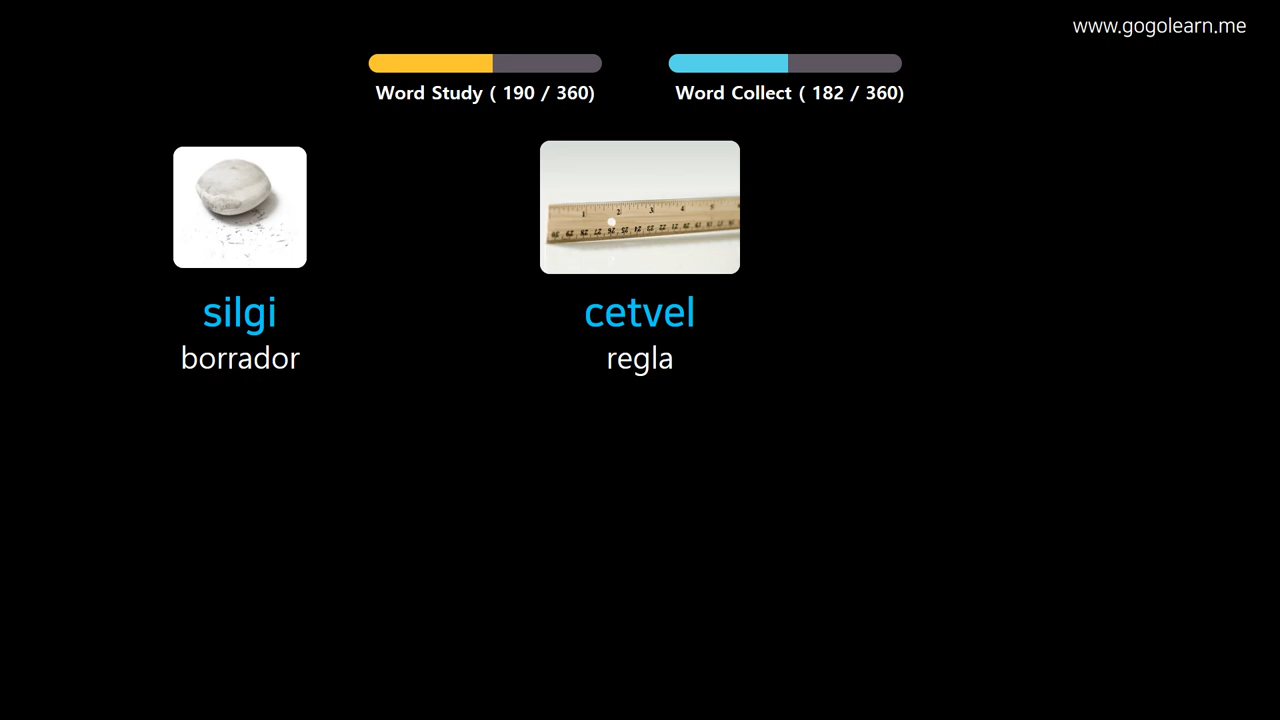 www.gogolearn.me
Word Study ( 190 / 360)
Word Collect ( 182 / 360)
silgi
borrador
cetvel
regla